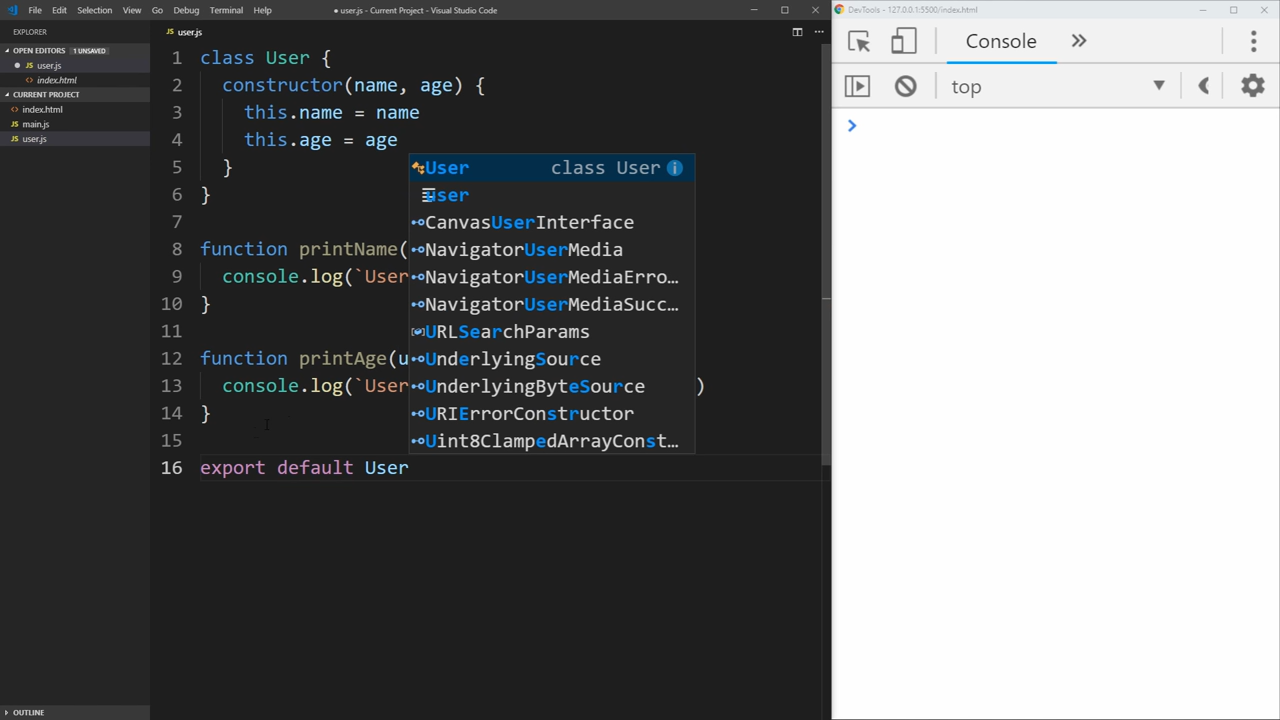 File Edit Selection View Go Debug Terminal Help
● user.js - Current Project - Visual Studio Code
DevTools - 127.0.0.1:5500/index.html
EXPLORER
OPEN EDITORS 1 UNSAVED
● JS user.js
<> index.html
CURRENT PROJECT
<> index.html
JS main.js
JS user.js
OUTLINE
JS user.js
1 class User {
2 constructor(name, age) {
3 this.name = name
4 this.age = age
5 }
6 }
7
8 function printName(
9 console.log(`User
10 }
11
12 function printAge(u
13 console.log(`User )
14 }
15
16 export default User
User class User
user
CanvasUserInterface
NavigatorUserMedia
NavigatorUserMediaErro…
NavigatorUserMediaSucc…
URLSearchParams
UnderlyingSource
UnderlyingByteSource
URIErrorConstructor
Uint8ClampedArrayConst…
Console
top